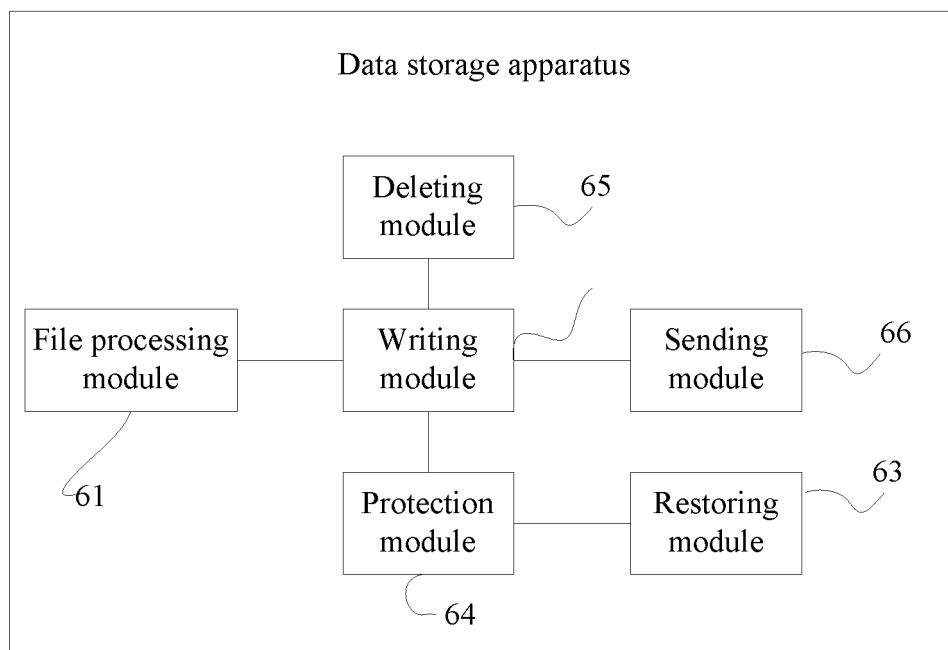 Data storage apparatus
Deleting
module
65
File processing
module
Writing
module
Sending
module
66
61
Protection
module
Restoring
module
63
64